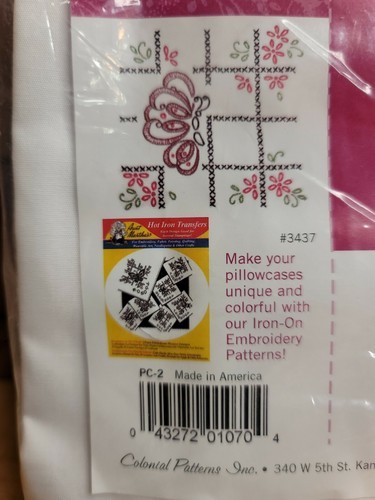 Aunt Martha's
Hot Iron Transfers
#3437
Make your
pillowcases
unique and
colorful with
our Iron-On
Embroidery
Patterns!
PC-2 Made in America
0 43272 01070 4
Colonial Patterns Inc. • 340 W 5th St. Kan